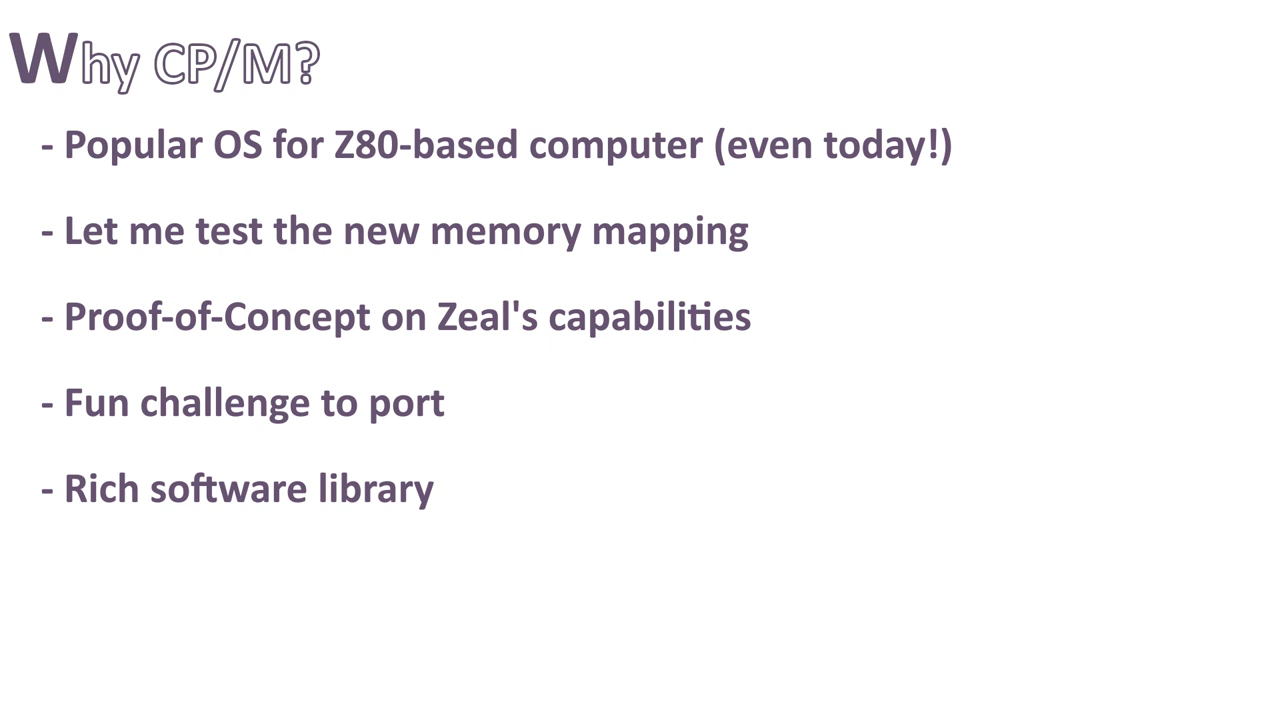 Why CP/M?
- Popular OS for Z80-based computer (even today!)
- Let me test the new memory mapping
- Proof-of-Concept on Zeal's capabilities
- Fun challenge to port
- Rich software library